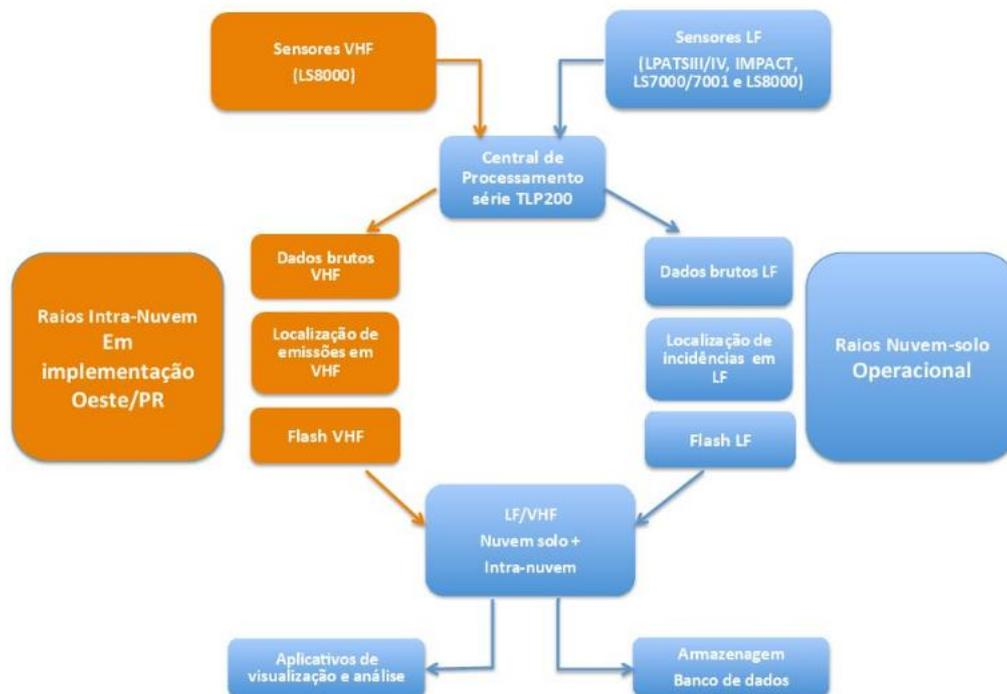 Sensores VHF
(LS8000)
Sensores LF
(LPATSIII/IV, IMPACT,
LS7000/7001 e LS8000)
Central de
Processamento
série TLP200
Dados brutos
VHF
Dados brutos LF
Raios Intra-Nuvem
Em
implementação
Oeste/PR
Localização de
emissões em
VHF
Localização de
incidências em
LF
Raios Nuvem-solo
Operacional
Flash VHF
Flash LF
LF/VHF
Nuvem solo +
Intra-nuvem
Aplicativos de
visualização e análise
Armazenagem
Banco de dados